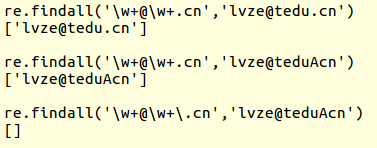 re.findall('\w+@\w+.cn','lvze@tedu.cn')
['lvze@tedu.cn']
re.findall('\w+@\w+.cn','lvze@teduAcn')
['lvze@teduAcn']
re.findall('\w+@\w+\.cn','lvze@teduAcn')
[]